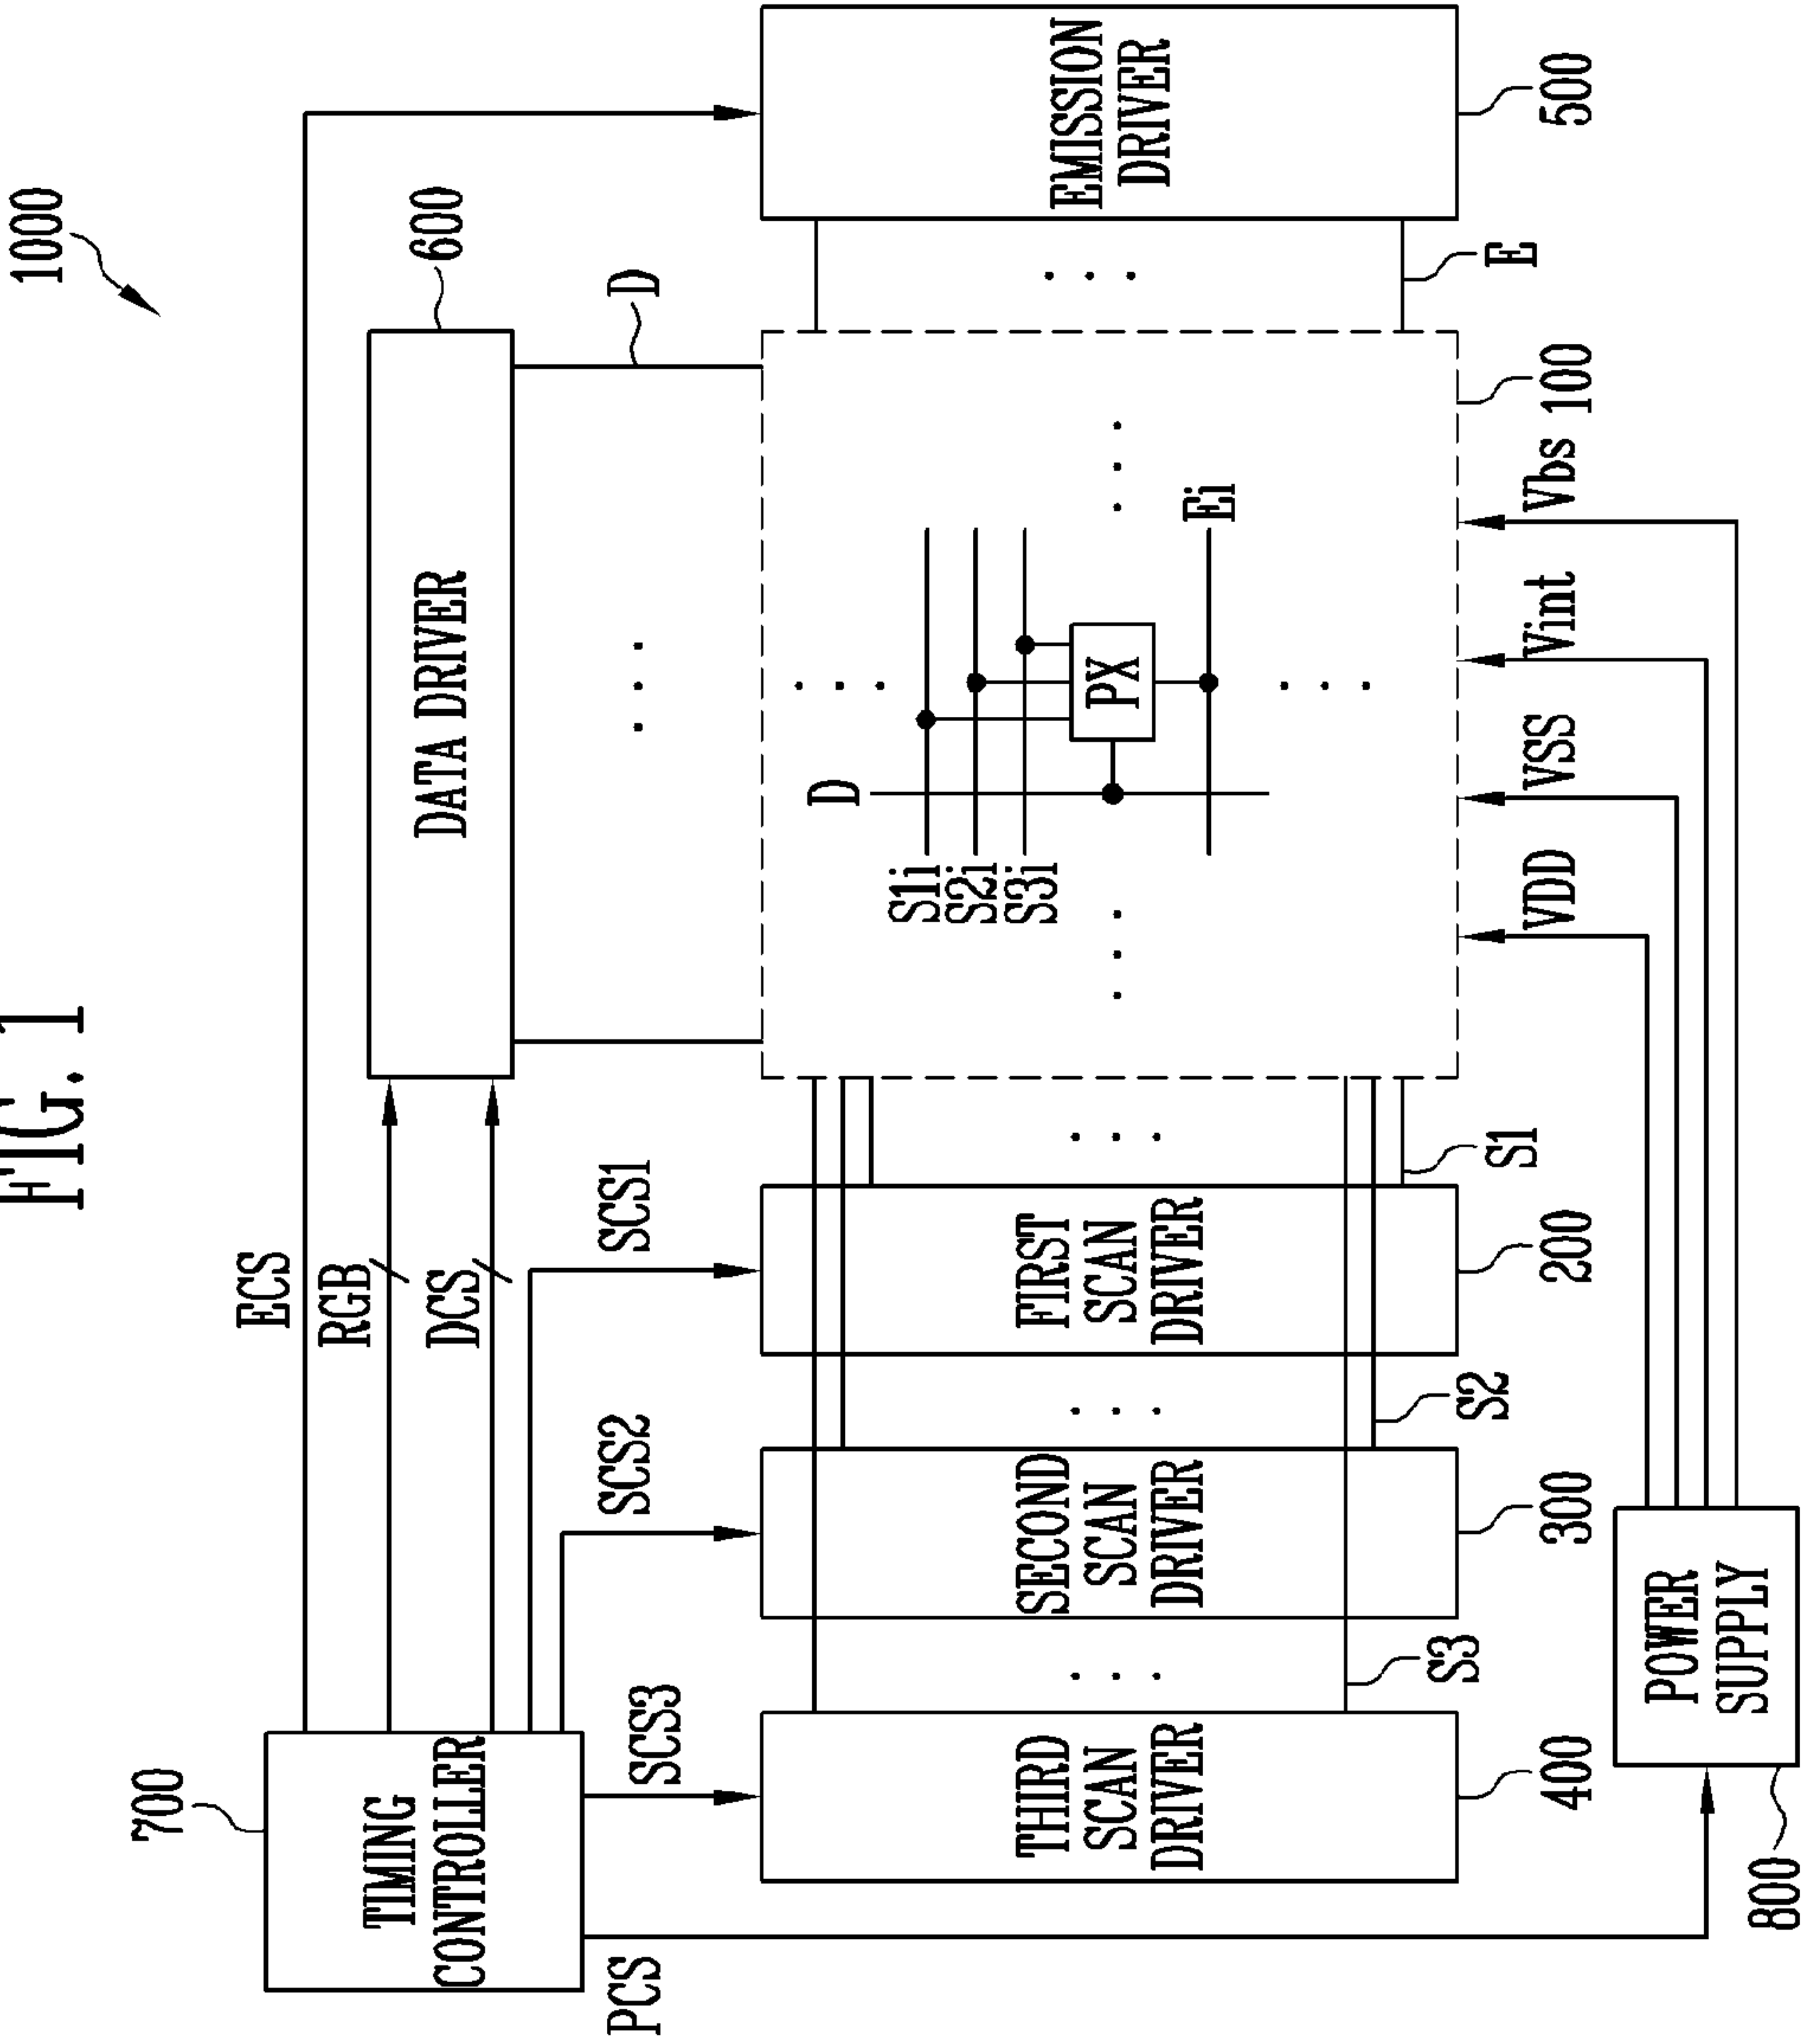 FIG. 1
1000
700
TIMING
CONTROLLER
ECS
RGB
DCS
DATA DRIVER
600
SCS1
SCS2
SCS3
PCS
D
THIRD
SCAN
DRIVER
400
SECOND
SCAN
DRIVER
300
FIRST
SCAN
DRIVER
200
S3
S2
S1
D
S1i
S2i
S3i
PX
Ei
EMISSION
DRIVER
500
E
100
VDD
VSS
Vint
Vbs
POWER
SUPPLY
800